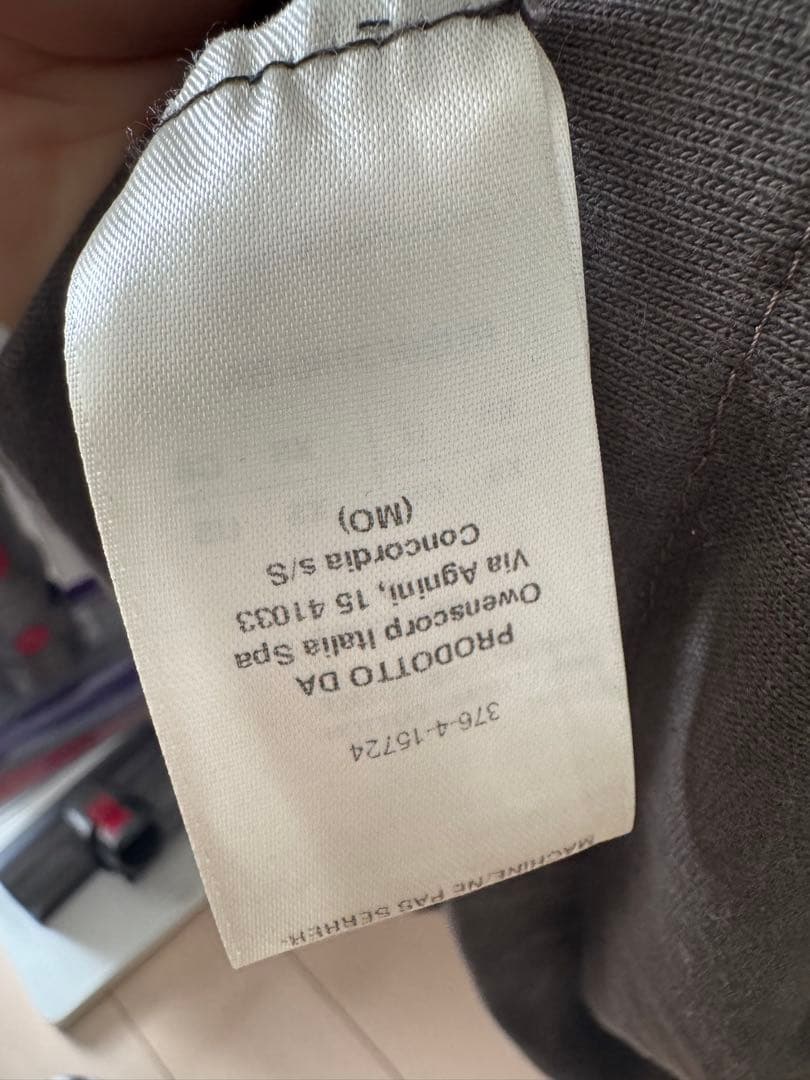 376-4-15724
PRODOTTO DA
Owenscorp Italia Spa
Via Agnini, 15 41033
Concordia s/S
(MO)
MACHINE/NE PAS SERRER-